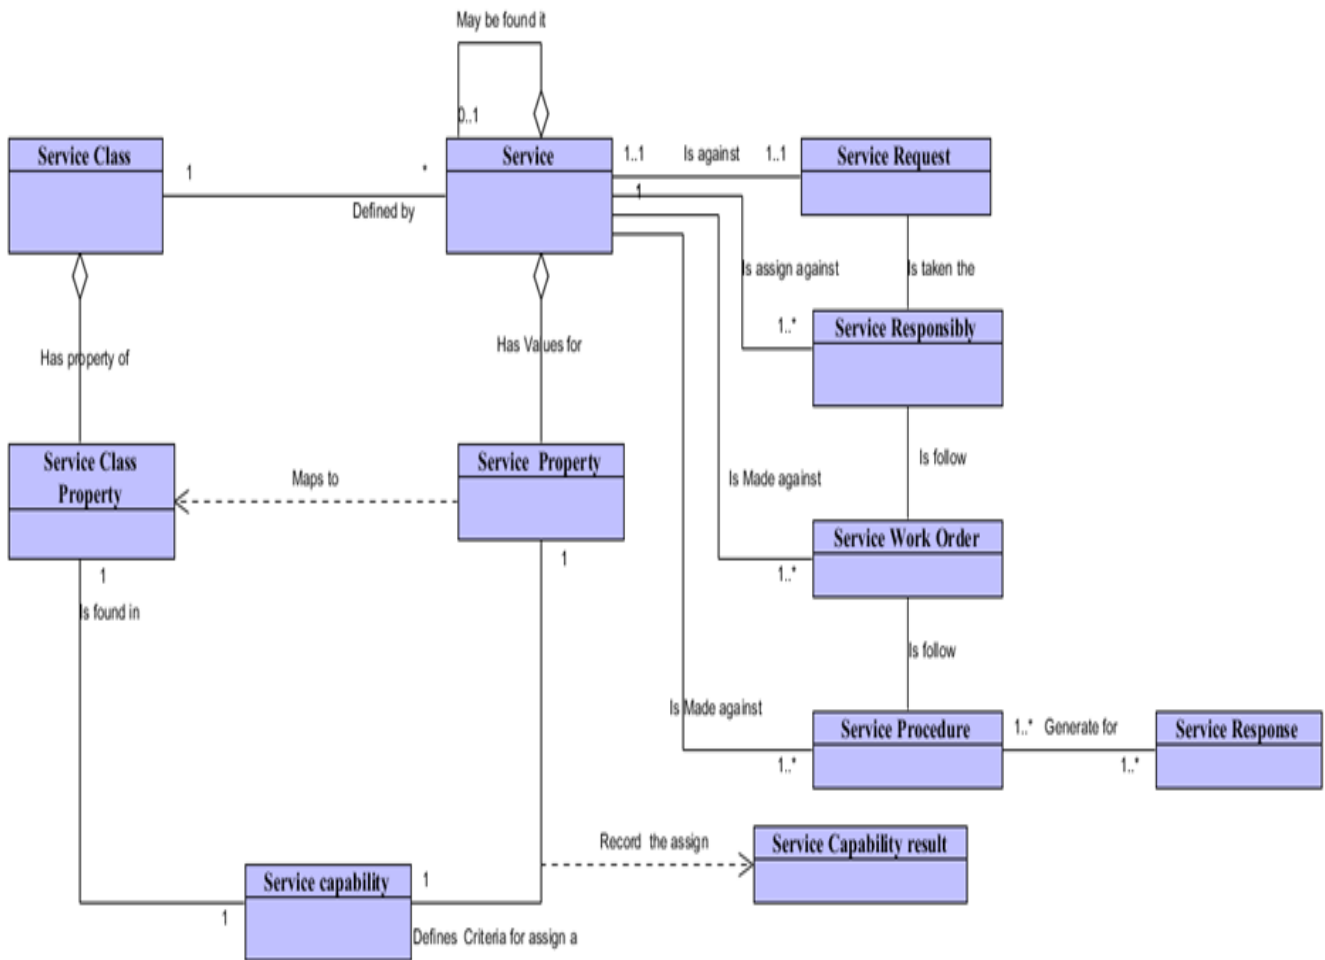 May be found it
0..1
Service Class
Service
1..1 Is against 1..1
Service Request
1
*
1
Defined by
Is assign against
Is taken the
1..*
Service Responsibly
Has property of
Has Values for
Service Class
Property
Service Property
Is follow
Maps to
Is Made against
Service Work Order
1
1
1..*
Is found in
Is follow
Is Made against
Service Procedure
1..* Generate for
Service Response
1..*
1..*
Record the assign
Service Capability result
Service capability
1
1
Defines Criteria for assign a